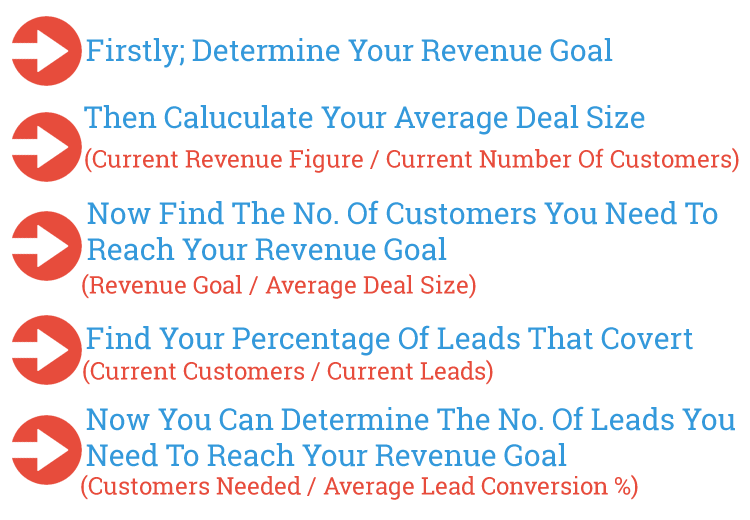 Firstly; Determine Your Revenue Goal
Then Caluculate Your Average Deal Size
(Current Revenue Figure / Current Number Of Customers)
Now Find The No. Of Customers You Need To
Reach Your Revenue Goal
(Revenue Goal / Average Deal Size)
Find Your Percentage Of Leads That Covert
(Current Customers / Current Leads)
Now You Can Determine The No. Of Leads You
Need To Reach Your Revenue Goal
(Customers Needed / Average Lead Conversion %)